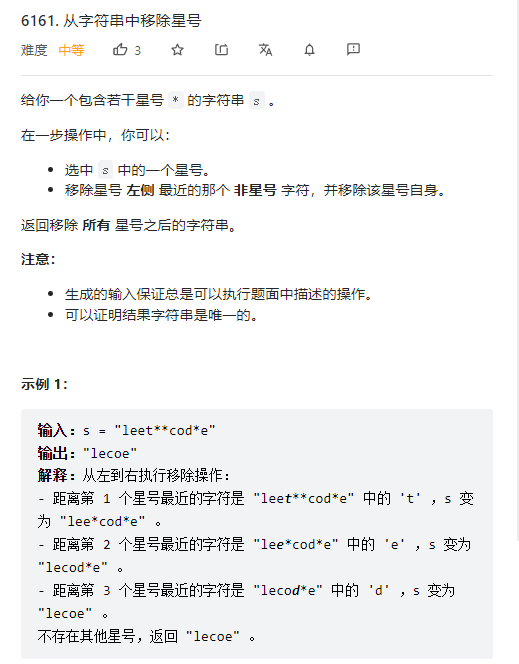 6161. 从字符串中移除星号
难度 中等 3
给你一个包含若干星号 * 的字符串 s 。
在一步操作中，你可以：
• 选中 s 中的一个星号。
• 移除星号 左侧 最近的那个 非星号 字符，并移除该星号自身。
返回移除 所有 星号之后的字符串。
注意：
• 生成的输入保证总是可以执行题面中描述的操作。
• 可以证明结果字符串是唯一的。
示例 1：
输入：s = "leet**cod*e"
输出："lecoe"
解释：从左到右执行移除操作：
- 距离第 1 个星号最近的字符是 "leet**cod*e" 中的 't' ，s 变
为 "lee*cod*e" 。
- 距离第 2 个星号最近的字符是 "lee*cod*e" 中的 'e' ，s 变为
"lecod*e" 。
- 距离第 3 个星号最近的字符是 "lecod*e" 中的 'd' ，s 变为
"lecoe" 。
不存在其他星号，返回 "lecoe" 。